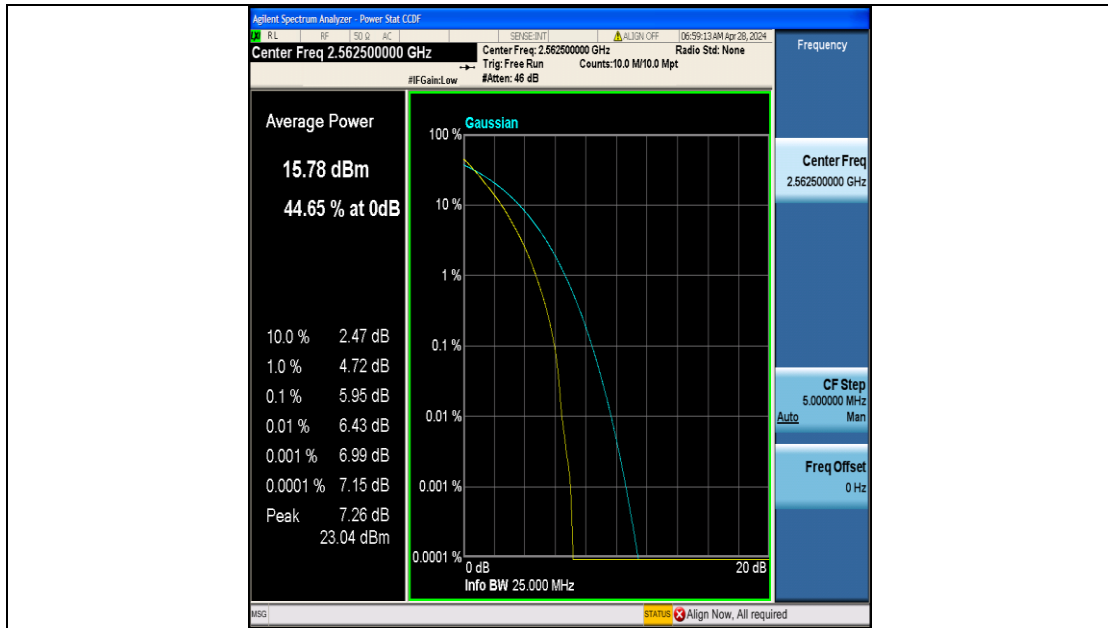 Agilent Spectrum Analyzer - Power Stat CCDF
RL RF 50 Ω AC SENSE:INT ALIGN OFF 06:59:13 AM Apr 28, 2024
Center Freq 2.562500000 GHz
Center Freq: 2.562500000 GHz Radio Std: None
Trig: Free Run Counts:10.0 M/10.0 Mpt
#IFGain:Low #Atten: 46 dB
Frequency
Average Power
15.78 dBm
44.65 % at 0dB
10.0 % 2.47 dB
1.0 % 4.72 dB
0.1 % 5.95 dB
0.01 % 6.43 dB
0.001 % 6.99 dB
0.0001 % 7.15 dB
Peak 7.26 dB
23.04 dBm
Gaussian
100 %
10 %
1 %
0.1 %
0.01 %
0.001 %
0.0001 %
0 dB 20 dB
Info BW 25.000 MHz
Center Freq
2.562500000 GHz
CF Step
5.000000 MHz
Auto Man
Freq Offset
0 Hz
MSG STATUS Align Now, All required